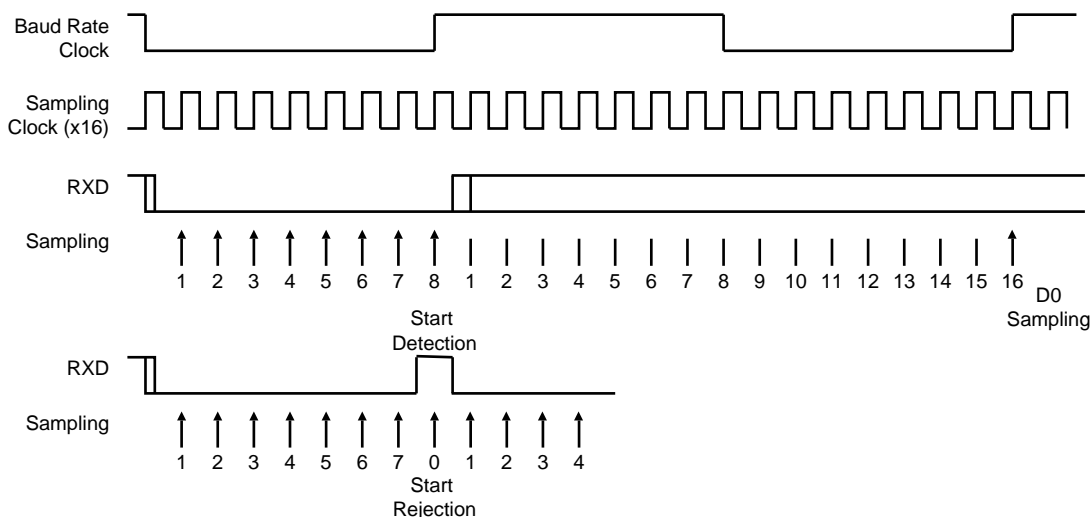 Baud Rate
Clock
Sampling
Clock (x16)
RXD
Sampling
1 2 3 4 5 6 7 8 1 2 3 4 5 6 7 8 9 10 11 12 13 14 15 16
D0
Sampling
Start
Detection
RXD
Sampling
1 2 3 4 5 6 7 0 1 2 3 4
Start
Rejection